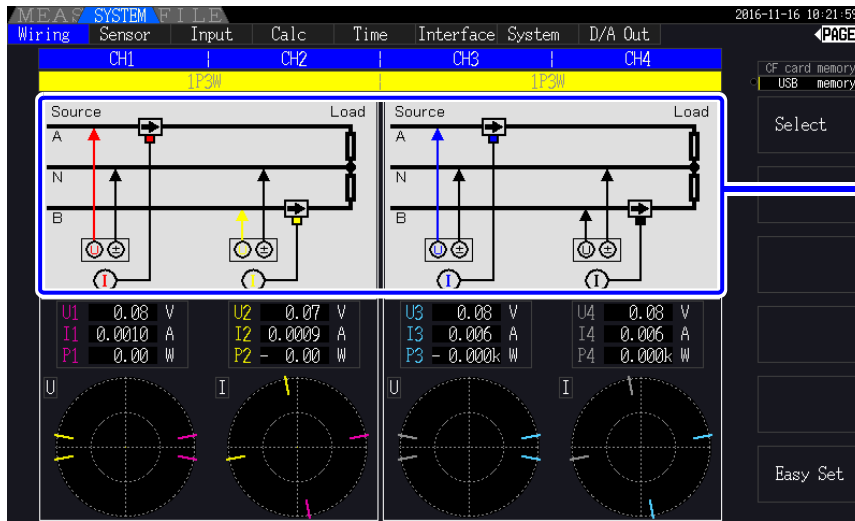 MEAS SYSTEM FILE 2016-11-16 10:21:59
Wiring Sensor Input Calc Time Interface System D/A Out PAGE
CH1 CH2 CH3 CH4
1P3W 1P3W
CF card memory
USB memory
Source Load Source Load
Select
A A
N N
B B
U ± U ± U ± U ±
I I I I
U1 0.08 V U2 0.07 V U3 0.08 V U4 0.08 V
I1 0.0010 A I2 0.0009 A I3 0.006 A I4 0.006 A
P1 0.00 W P2 - 0.00 W P3 - 0.000k W P4 0.000k W
U I U I
Easy Set